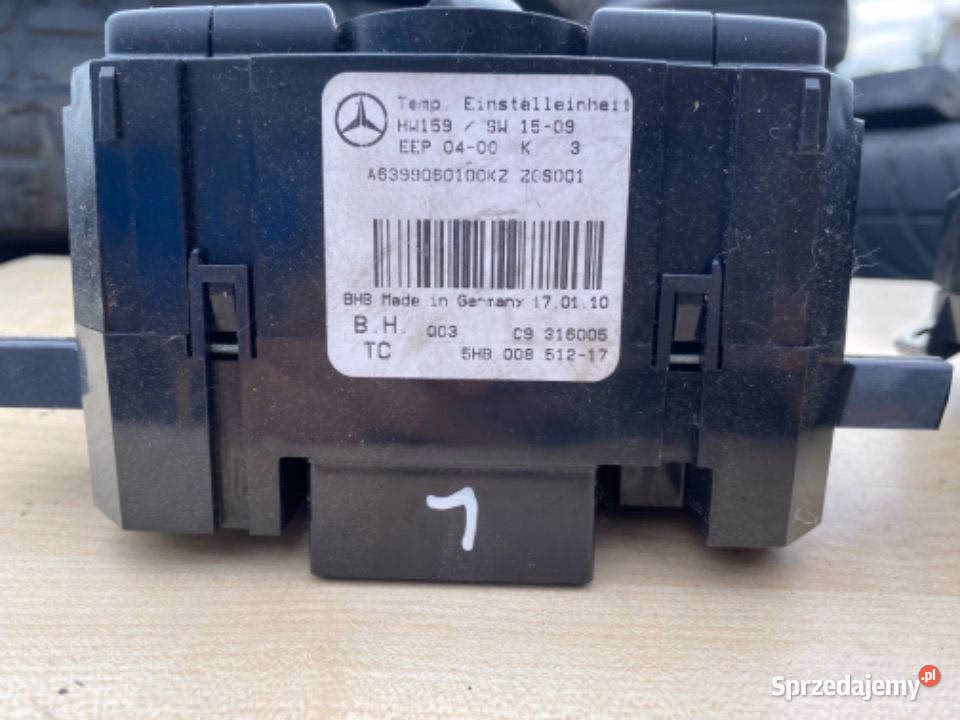 Temp. Einstelleinheit
HW159 / SW 15-09
EEP 04-00 K 3
A6399050100KZ ZGS001
BHB Made in Germany 17.01.10
B.H. 003 C9 316005
TC 5HB 008 512-17
1
Sprzedajemy.pl